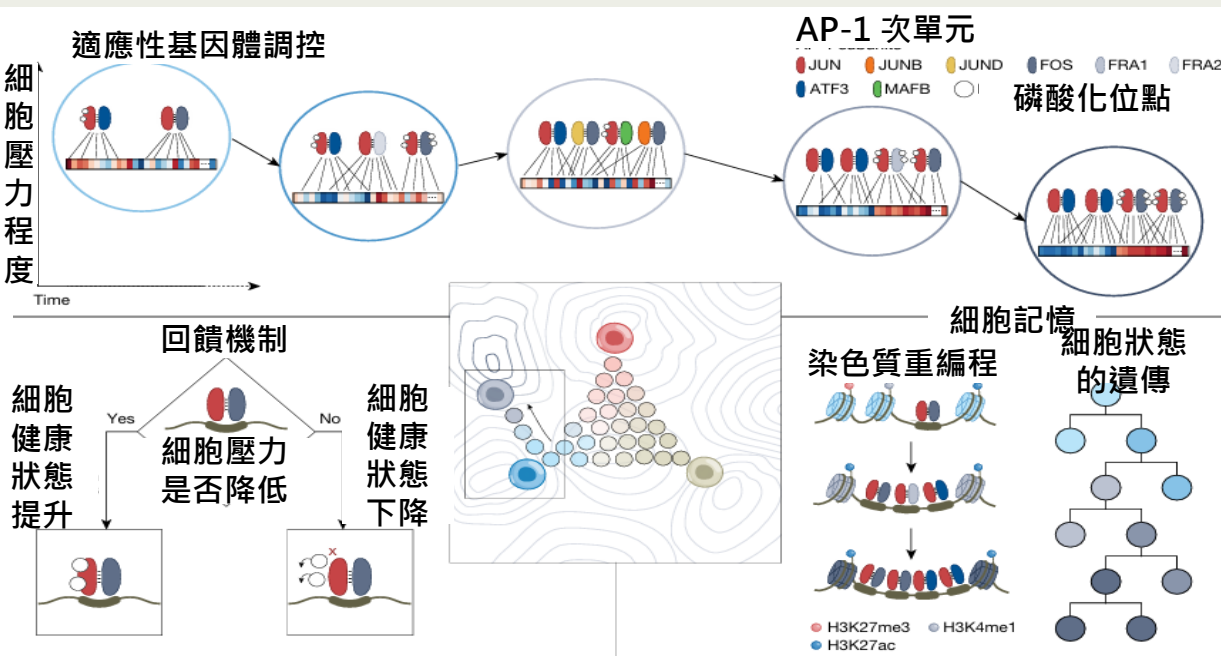 適應性基因體調控
細胞壓力程度
Time
AP-1 次單元
JUN JUNB JUND FOS FRA1 FRA2
ATF3 MAFB
磷酸化位點
回饋機制
細胞健康狀態提升
Yes
細胞壓力
是否降低
No
細胞健康狀態下降
x
細胞記憶
染色質重編程
細胞狀態
的遺傳
H3K27me3 H3K4me1
H3K27ac